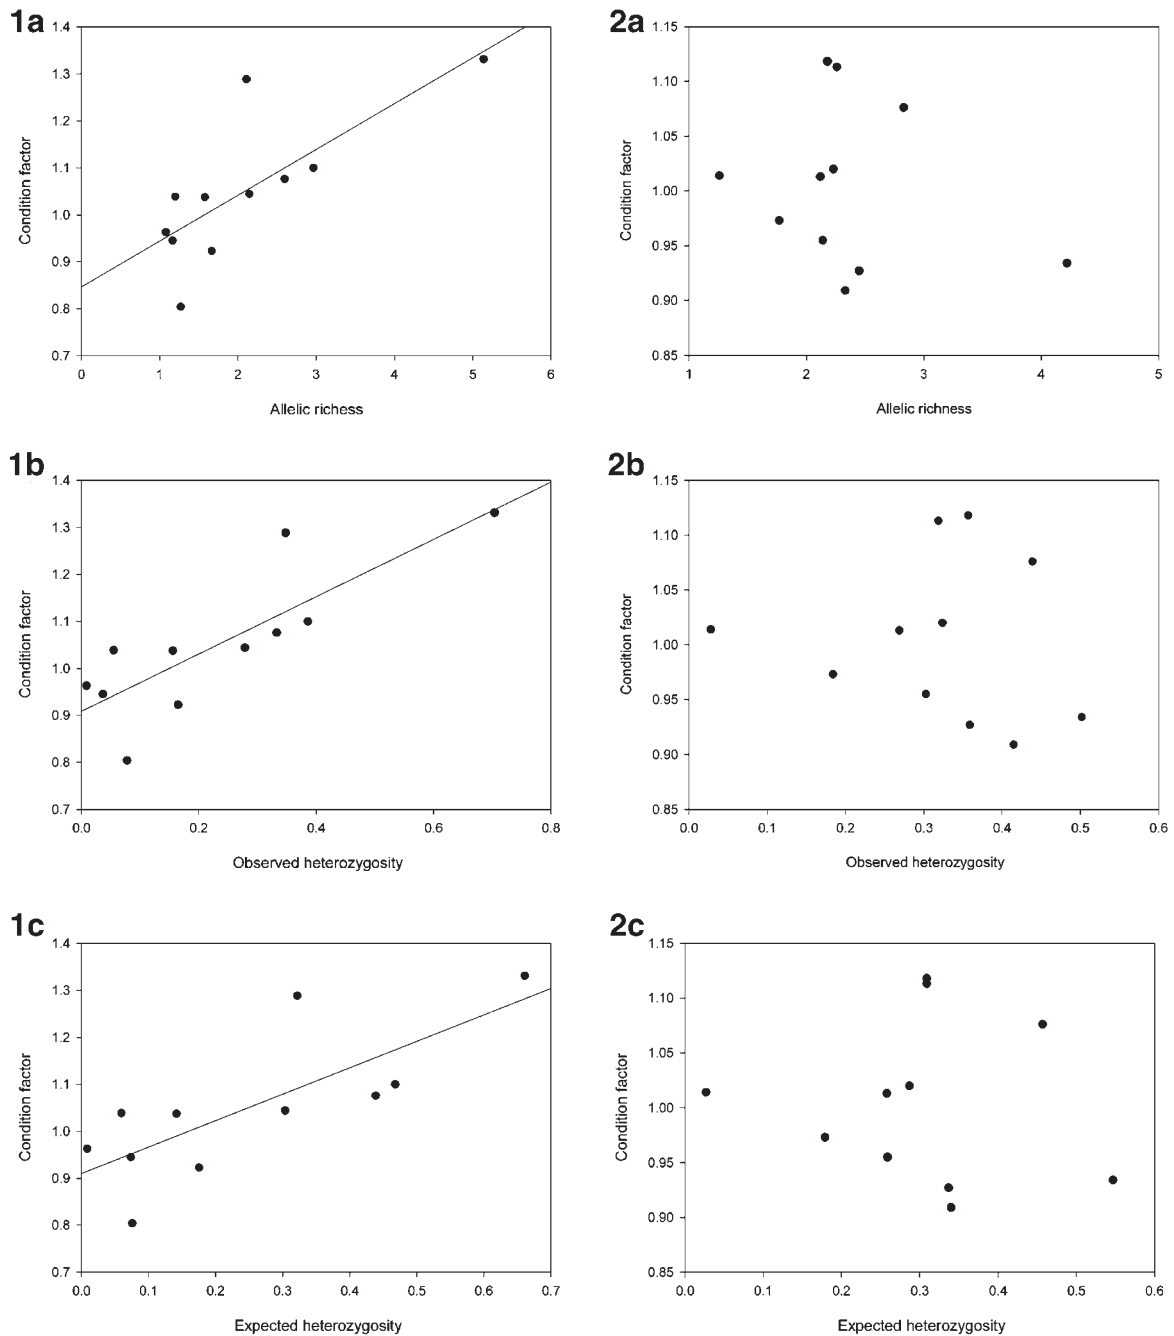 1a
1.4
1.3
1.2
1.1
1.0
0.9
0.8
0.7
Condition factor
0 1 2 3 4 5 6
Allelic richess
2a
1.15
1.10
1.05
1.00
0.95
0.90
0.85
Condition factor
1 2 3 4 5
Allelic richness
1b
1.4
1.3
1.2
1.1
1.0
0.9
0.8
0.7
Condition factor
0.0 0.2 0.4 0.6 0.8
Observed heterozygosity
2b
1.15
1.10
1.05
1.00
0.95
0.90
0.85
Condition factor
0.0 0.1 0.2 0.3 0.4 0.5 0.6
Observed heterozygosity
1c
1.4
1.3
1.2
1.1
1.0
0.9
0.8
0.7
Condition factor
0.0 0.1 0.2 0.3 0.4 0.5 0.6 0.7
Expected heterozygosity
2c
1.15
1.10
1.05
1.00
0.95
0.90
0.85
Condition factor
0.0 0.1 0.2 0.3 0.4 0.5 0.6
Expected heterozygosity